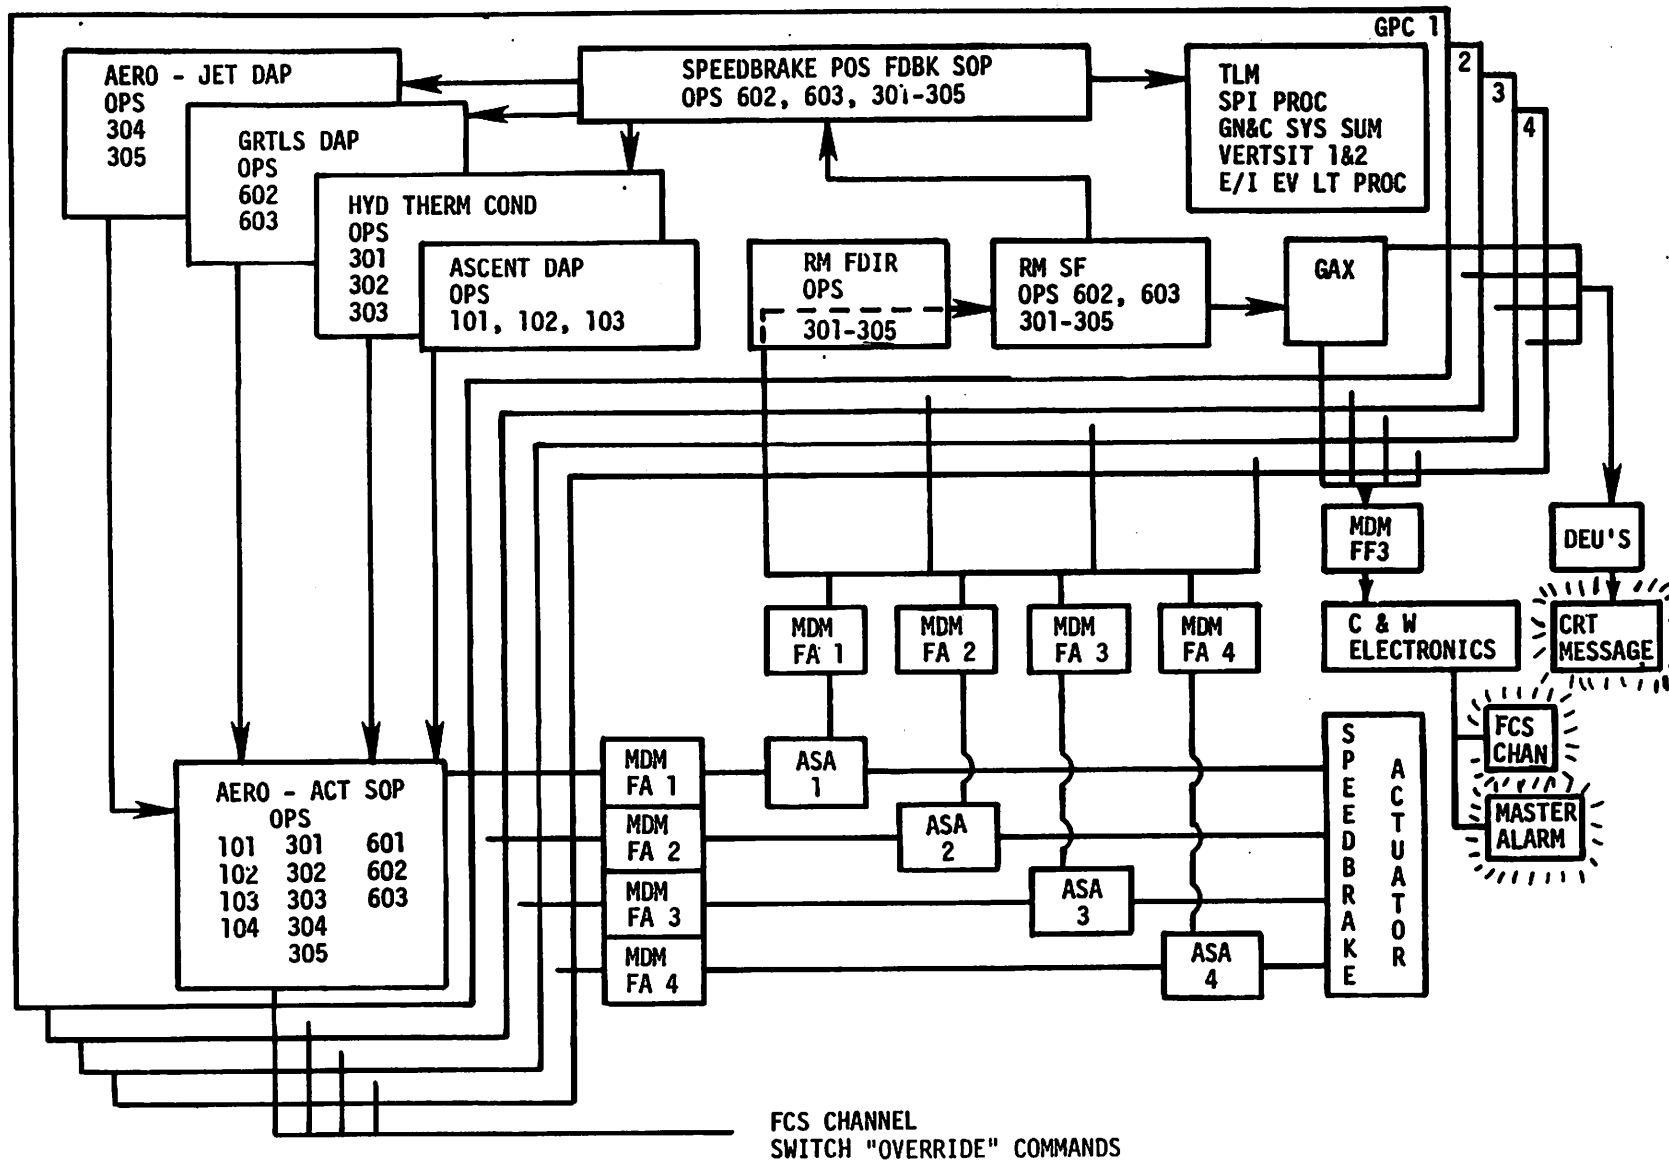 GPC 1
2
3
4
AERO - JET DAP
OPS
304
305
GRTLS DAP
OPS
602
603
HYD THERM COND
OPS
301
302
303
ASCENT DAP
OPS
101, 102, 103
SPEEDBRAKE POS FDBK SOP
OPS 602, 603, 301-305
TLM
SPI PROC
GN&C SYS SUM
VERTSIT 1&2
E/I EV LT PROC
RM FDIR
OPS
301-305
RM SF
OPS 602, 603
301-305
GAX
MDM
FF3
DEU'S
C & W
ELECTRONICS
CRT
MESSAGE
FCS
CHAN
MASTER
ALARM
MDM
FA 1
MDM
FA 2
MDM
FA 3
MDM
FA 4
AERO - ACT SOP
OPS
101 301 601
102 302 602
103 303 603
104 304
305
MDM
FA 1
MDM
FA 2
MDM
FA 3
MDM
FA 4
ASA
1
ASA
2
ASA
3
ASA
4
SPEEDBRAKE
ACTUATOR
FCS CHANNEL
SWITCH "OVERRIDE" COMMANDS